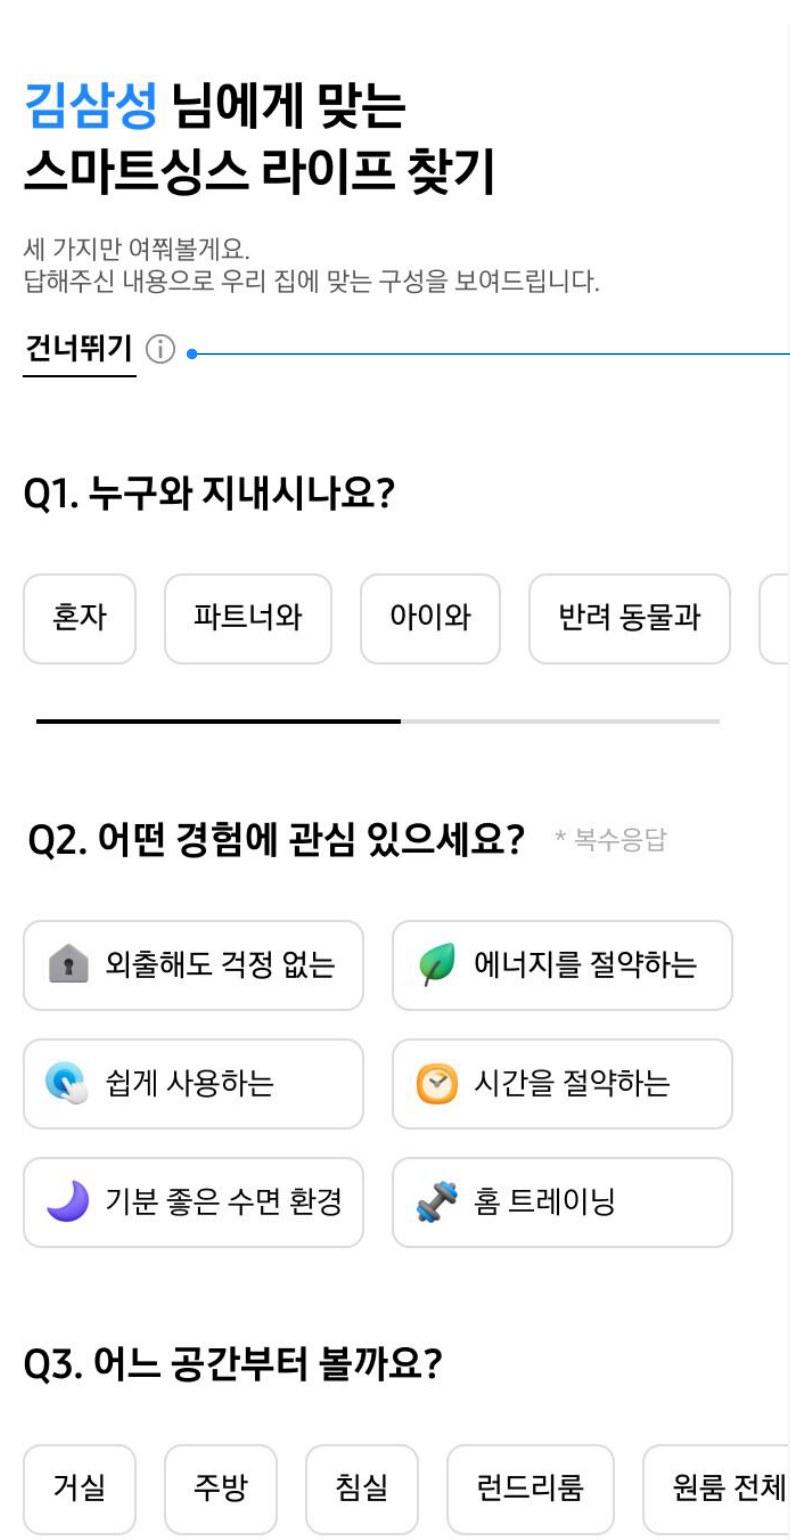 김삼성 님에게 맞는
스마트싱스 라이프 찾기
세 가지만 여쭤볼게요.
답해주신 내용으로 우리 집에 맞는 구성을 보여드립니다.
건너뛰기
Q1. 누구와 지내시나요?
혼자 파트너와 아이와 반려 동물과
Q2. 어떤 경험에 관심 있으세요? * 복수응답
외출해도 걱정 없는 에너지를 절약하는
쉽게 사용하는 시간을 절약하는
기분 좋은 수면 환경 홈 트레이닝
Q3. 어느 공간부터 볼까요?
거실 주방 침실 런드리룸 원룸 전체